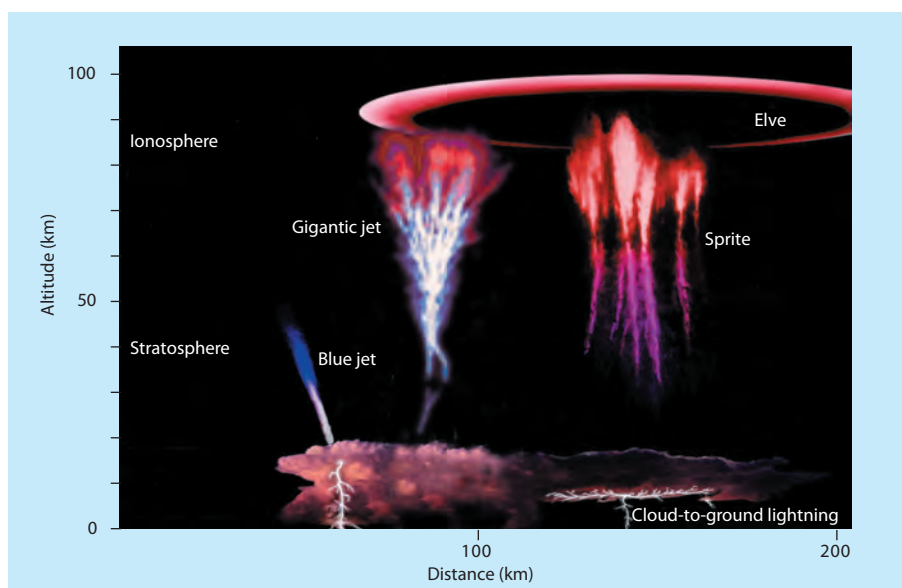 100
Elve
Ionosphere
Gigantic jet
Sprite
Altitude (km)
50
Stratosphere
Blue jet
Cloud-to-ground lightning
0
100
200
Distance (km)